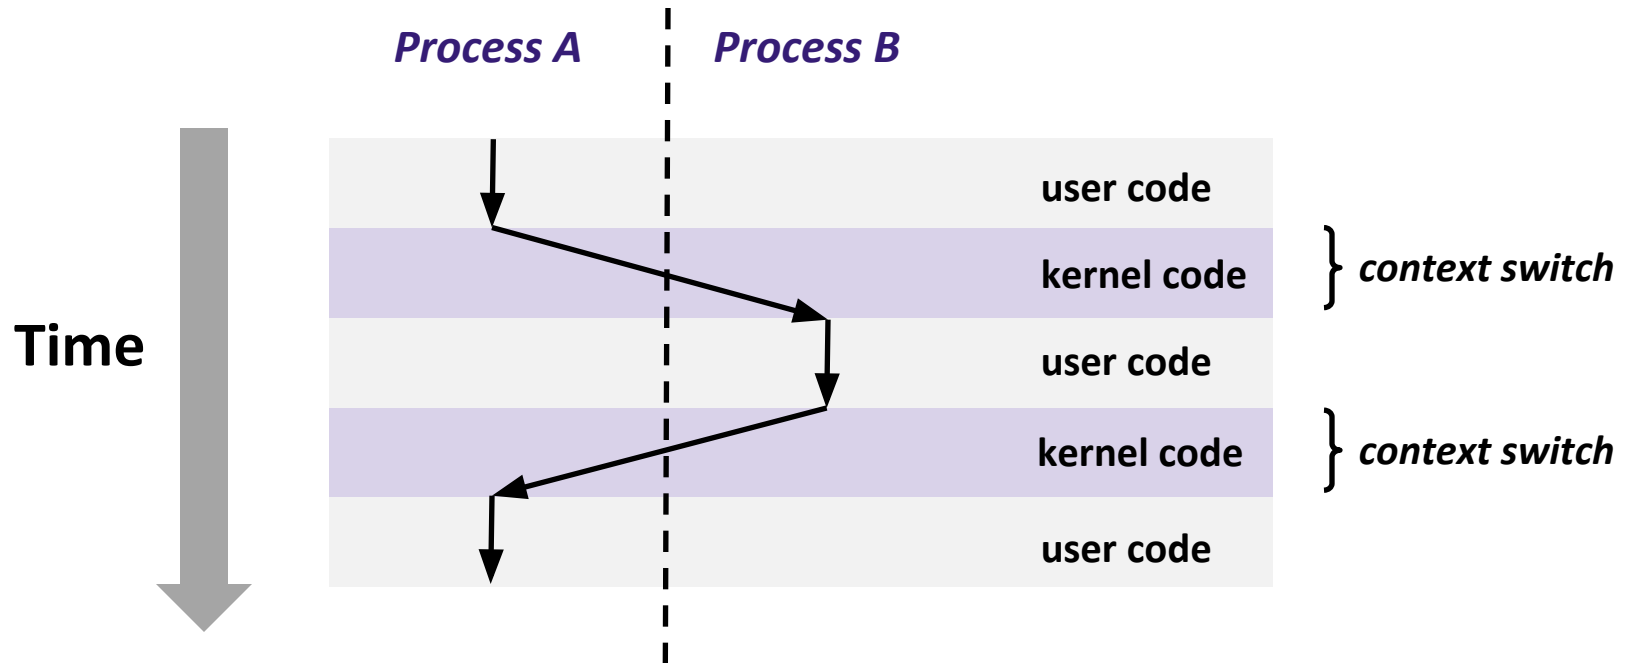 Process A
Process B
user code
kernel code
context switch
Time
user code
kernel code
context switch
user code